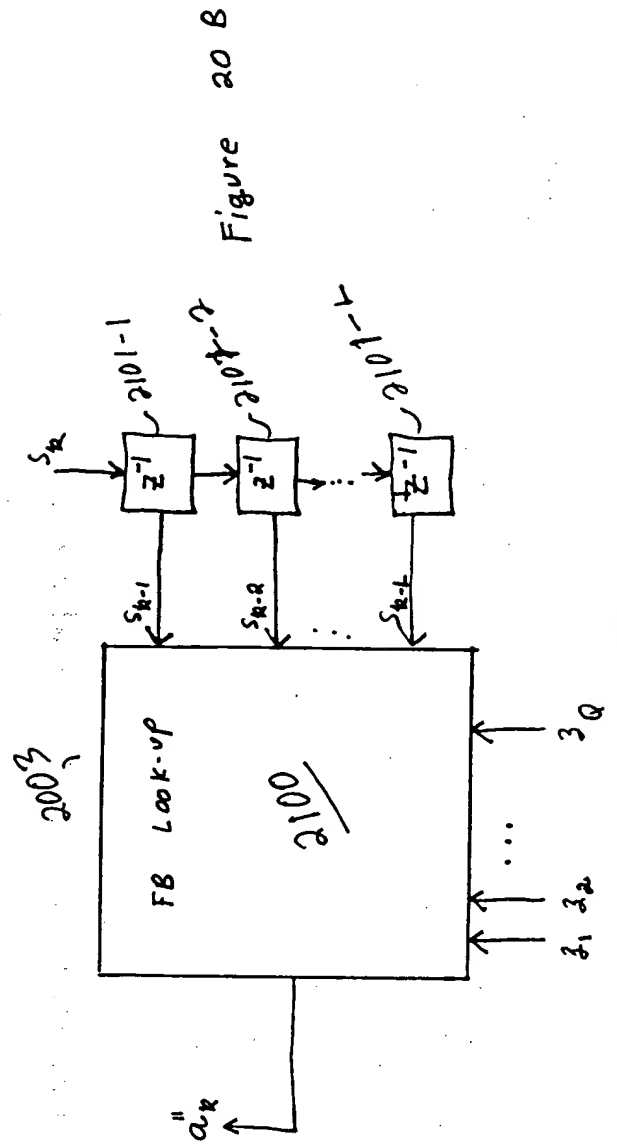 Figure 20 B
2003
FB LOOK-UP
2100
S_k
z^-1
2101-1
S_k-1
z^-1
2101-2
S_k-2
...
z^-1
S_k-L
a''_k
z_1 z_2 ... z_Q